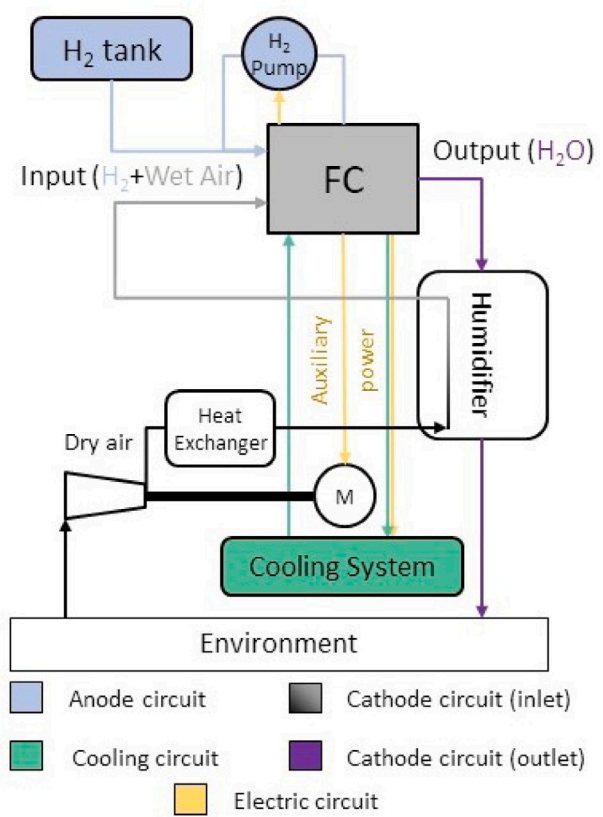 H₂ tank
H₂
Pump
Input (H₂+Wet Air)
FC
Output (H₂O)
Humidifier
Auxiliary
power
Heat
Exchanger
Dry air
M
Cooling System
Environment
Anode circuit
Cathode circuit (inlet)
Cooling circuit
Cathode circuit (outlet)
Electric circuit